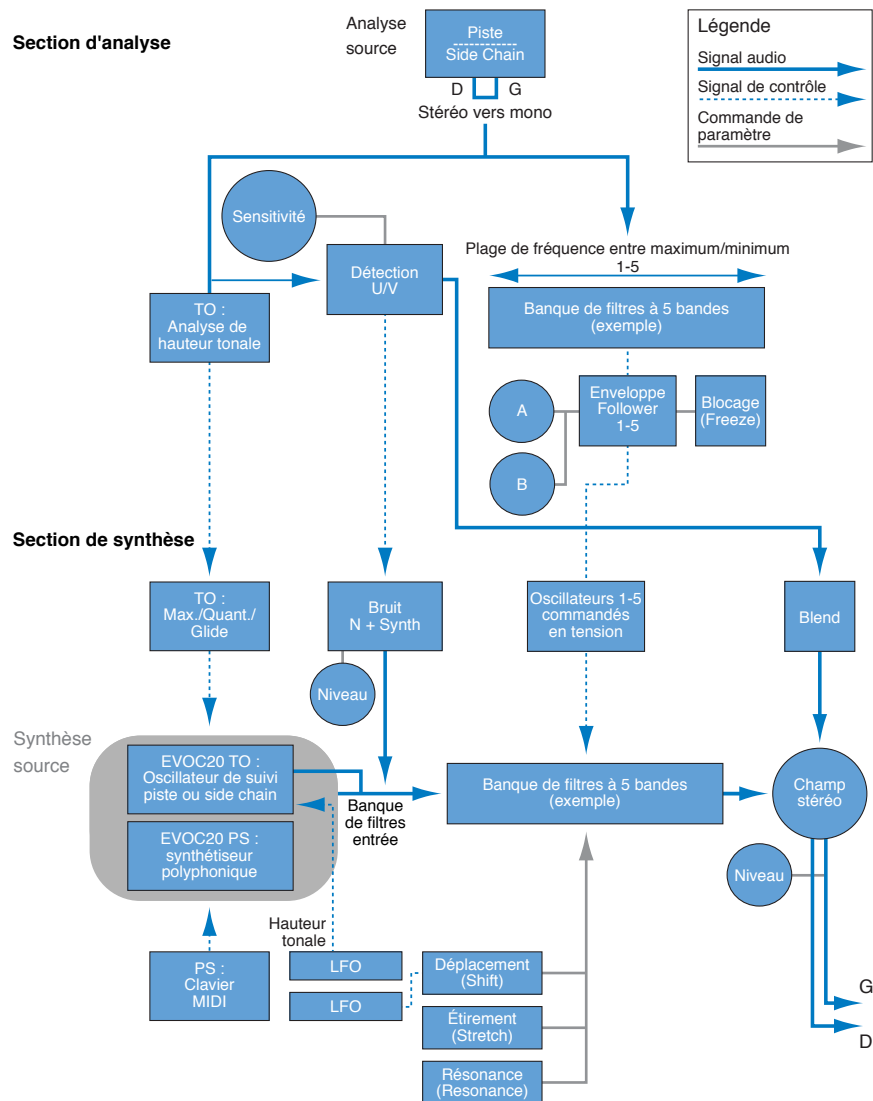 Section d'analyse
Analyse
source
Piste
Side Chain
D
G
Stéréo vers mono
Légende
Signal audio
Signal de contrôle
Commande de
paramètre
Sensitivité
Détection
U/V
TO :
Analyse de
hauteur tonale
Plage de fréquence entre maximum/minimum
1-5
Banque de filtres à 5 bandes
(exemple)
A
B
Enveloppe
Follower
1-5
Blocage
(Freeze)
Section de synthèse
TO :
Max./Quant./
Glide
Bruit
N + Synth
Niveau
Oscillateurs 1-5
commandés
en tension
Blend
Synthèse
source
EVOC20 TO :
Oscillateur de suivi
piste ou side chain
EVOC20 PS :
synthétiseur
polyphonique
Banque
de filtres
entrée
Banque de filtres à 5 bandes
(exemple)
Champ
stéréo
Niveau
Hauteur
tonale
PS :
Clavier
MIDI
LFO
LFO
Déplacement
(Shift)
Étirement
(Stretch)
Résonance
(Resonance)
G
D